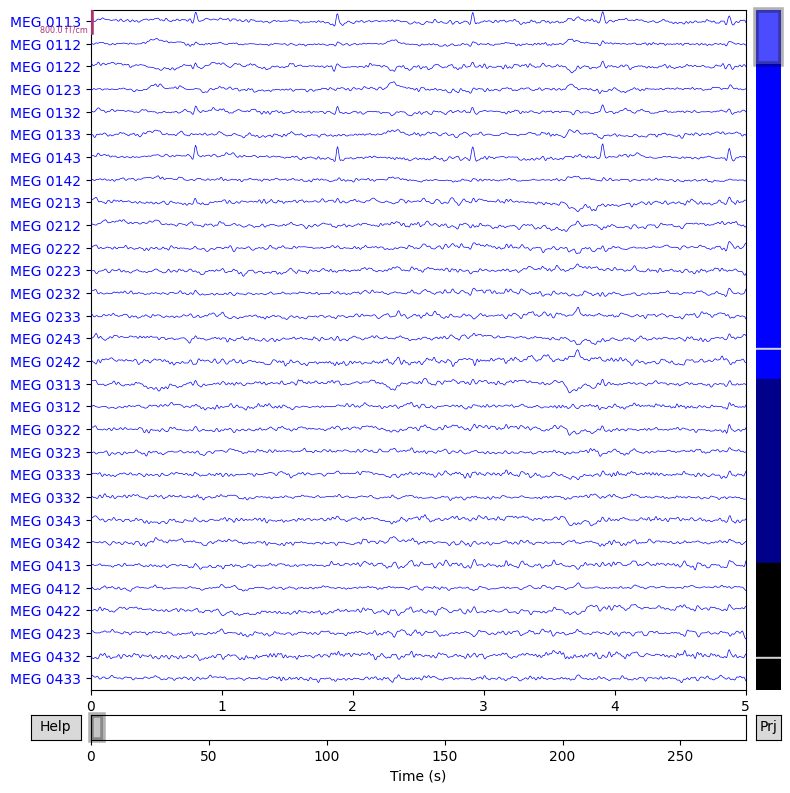 MEG 0113
800.0 fT/cm
MEG 0112
MEG 0122
MEG 0123
MEG 0132
MEG 0133
MEG 0143
MEG 0142
MEG 0213
MEG 0212
MEG 0222
MEG 0223
MEG 0232
MEG 0233
MEG 0243
MEG 0242
MEG 0313
MEG 0312
MEG 0322
MEG 0323
MEG 0333
MEG 0332
MEG 0343
MEG 0342
MEG 0413
MEG 0412
MEG 0422
MEG 0423
MEG 0432
MEG 0433
0 1 2 3 4 5
Help Prj
0 50 100 150 200 250
Time (s)